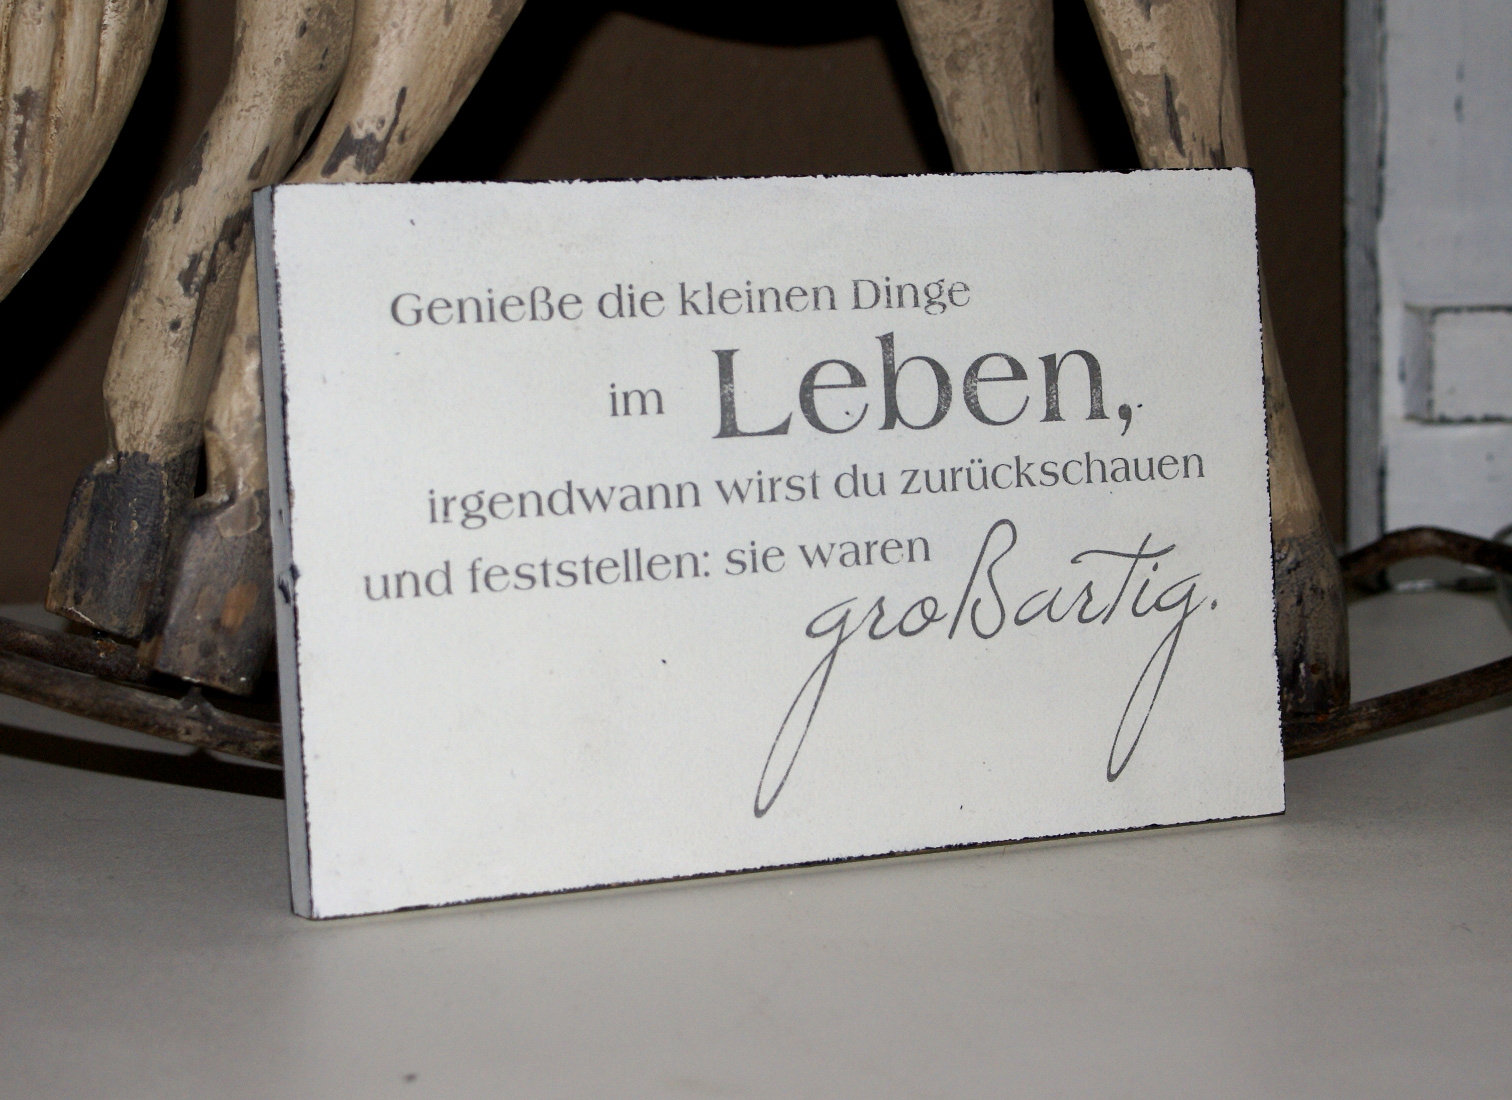 Genieße die kleinen Dinge
im Leben,
irgendwann wirst du zurückschauen
und feststellen: sie waren
großartig.